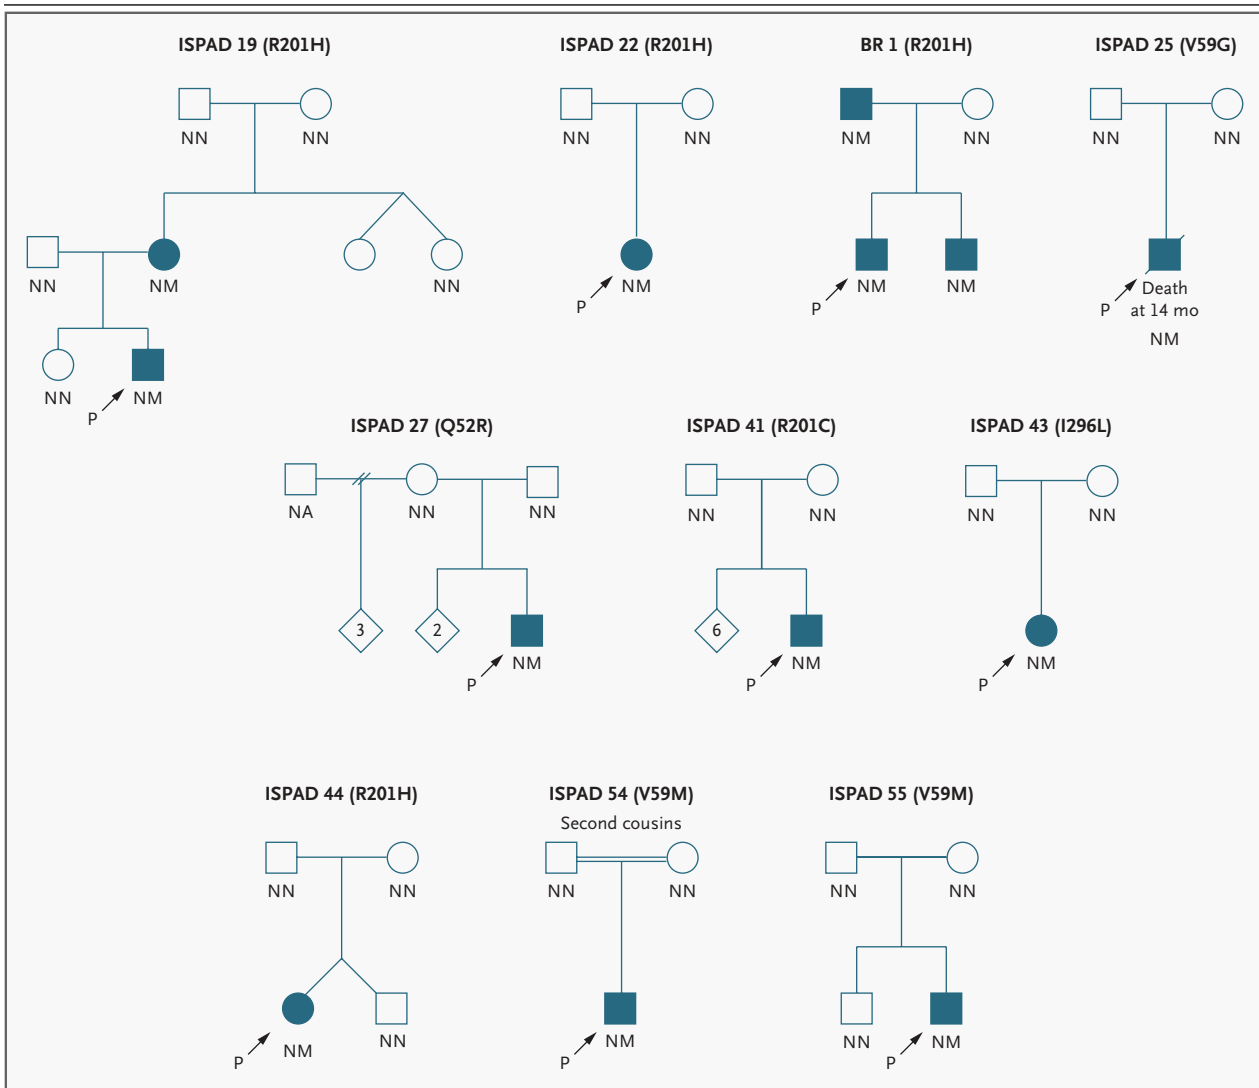 ISPAD 19 (R201H)
NN
NN
NN
NM
NN
NN
P
NM
ISPAD 22 (R201H)
NN
NN
P
NM
BR 1 (R201H)
NM
NN
P
NM
NM
ISPAD 25 (V59G)
NN
NN
P
Death
at 14 mo
NM
ISPAD 27 (Q52R)
NA
NN
NN
3
2
P
NM
ISPAD 41 (R201C)
NN
NN
6
P
NM
ISPAD 43 (I296L)
NN
NN
P
NM
ISPAD 44 (R201H)
NN
NN
P
NM
NN
ISPAD 54 (V59M)
Second cousins
NN
NN
P
NM
ISPAD 55 (V59M)
NN
NN
NN
P
NM